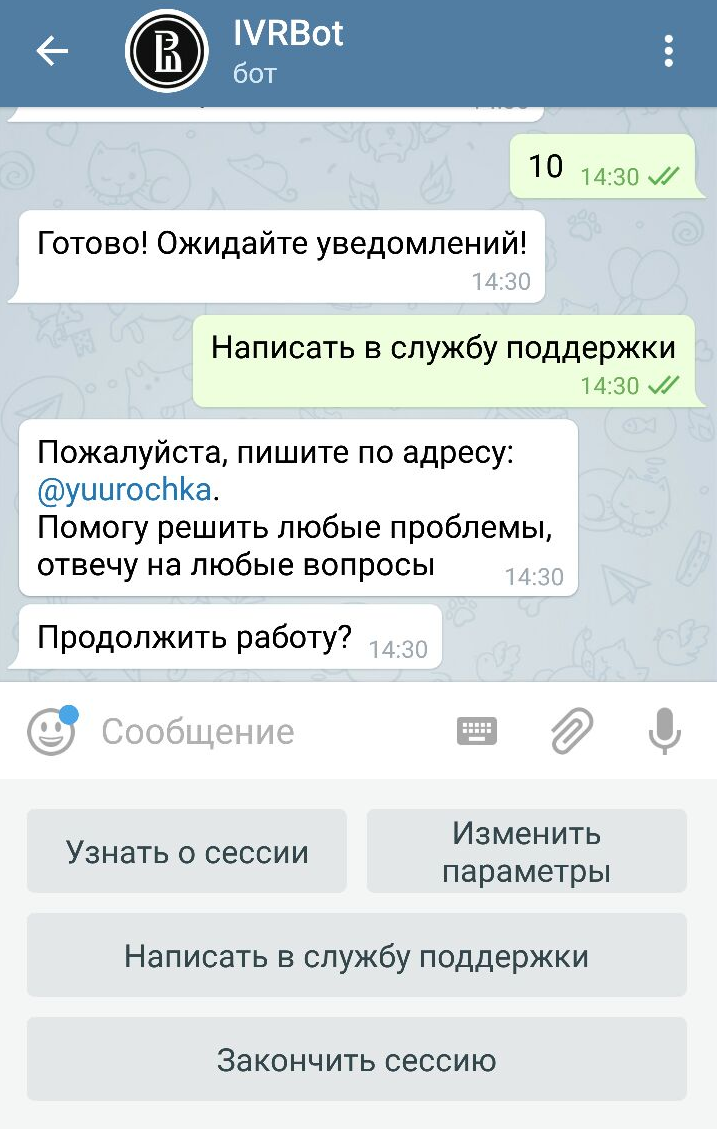 IVRBot
бот
10 14:30
Готово! Ожидайте уведомлений!
14:30
Написать в службу поддержки
14:30
Пожалуйста, пишите по адресу:
@yuurochka.
Помогу решить любые проблемы,
отвечу на любые вопросы 14:30
Продолжить работу? 14:30
Сообщение
Узнать о сессии
Изменить
параметры
Написать в службу поддержки
Закончить сессию